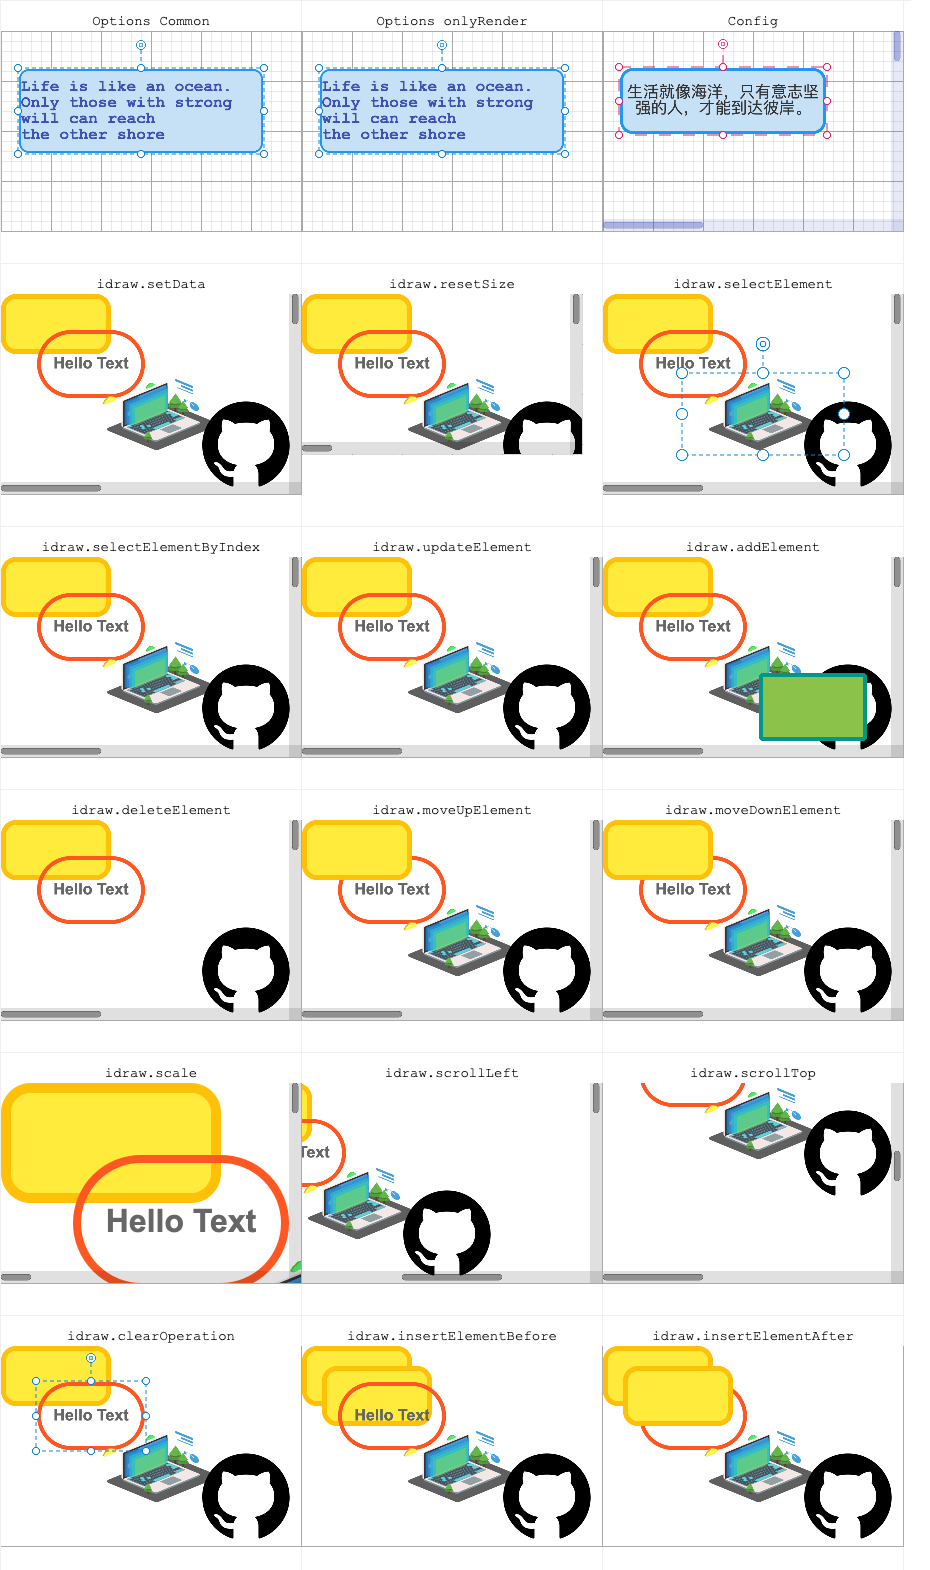 Options Common
Options onlyRender
Config
Life is like an ocean.
Only those with strong
will can reach
the other shore
Life is like an ocean.
Only those with strong
will can reach
the other shore
生活就像海洋，只有意志坚
强的人，才能到达彼岸。
idraw.setData
idraw.resetSize
idraw.selectElement
Hello Text
Hello Text
Hello Text
idraw.selectElementByIndex
idraw.updateElement
idraw.addElement
Hello Text
Hello Text
Hello Text
idraw.deleteElement
idraw.moveUpElement
idraw.moveDownElement
Hello Text
Hello Text
Hello Text
idraw.scale
idraw.scrollLeft
idraw.scrollTop
Hello Text
Text
idraw.clearOperation
idraw.insertElementBefore
idraw.insertElementAfter
Hello Text
Hello Text